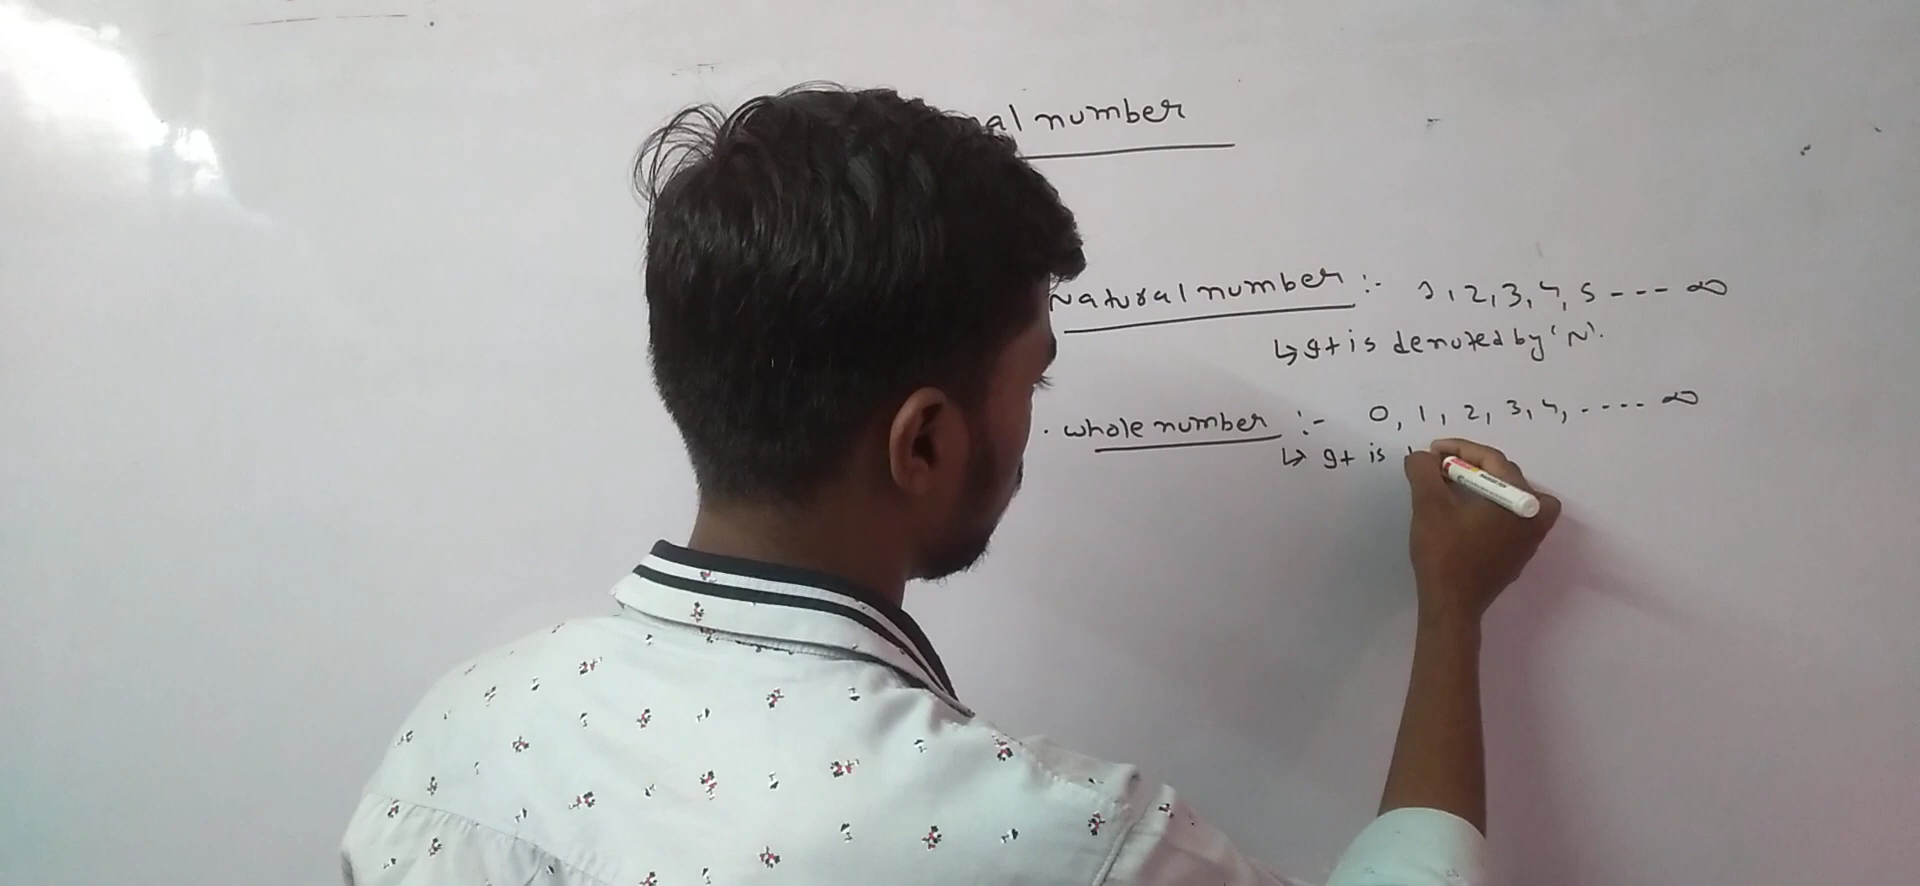 al number
Natural number :- 1, 2, 3, 4, 5 --- ∞
↳ It is denoted by 'N'.
. whole number :- 0, 1, 2, 3, 4, .... ∞
↳ It is